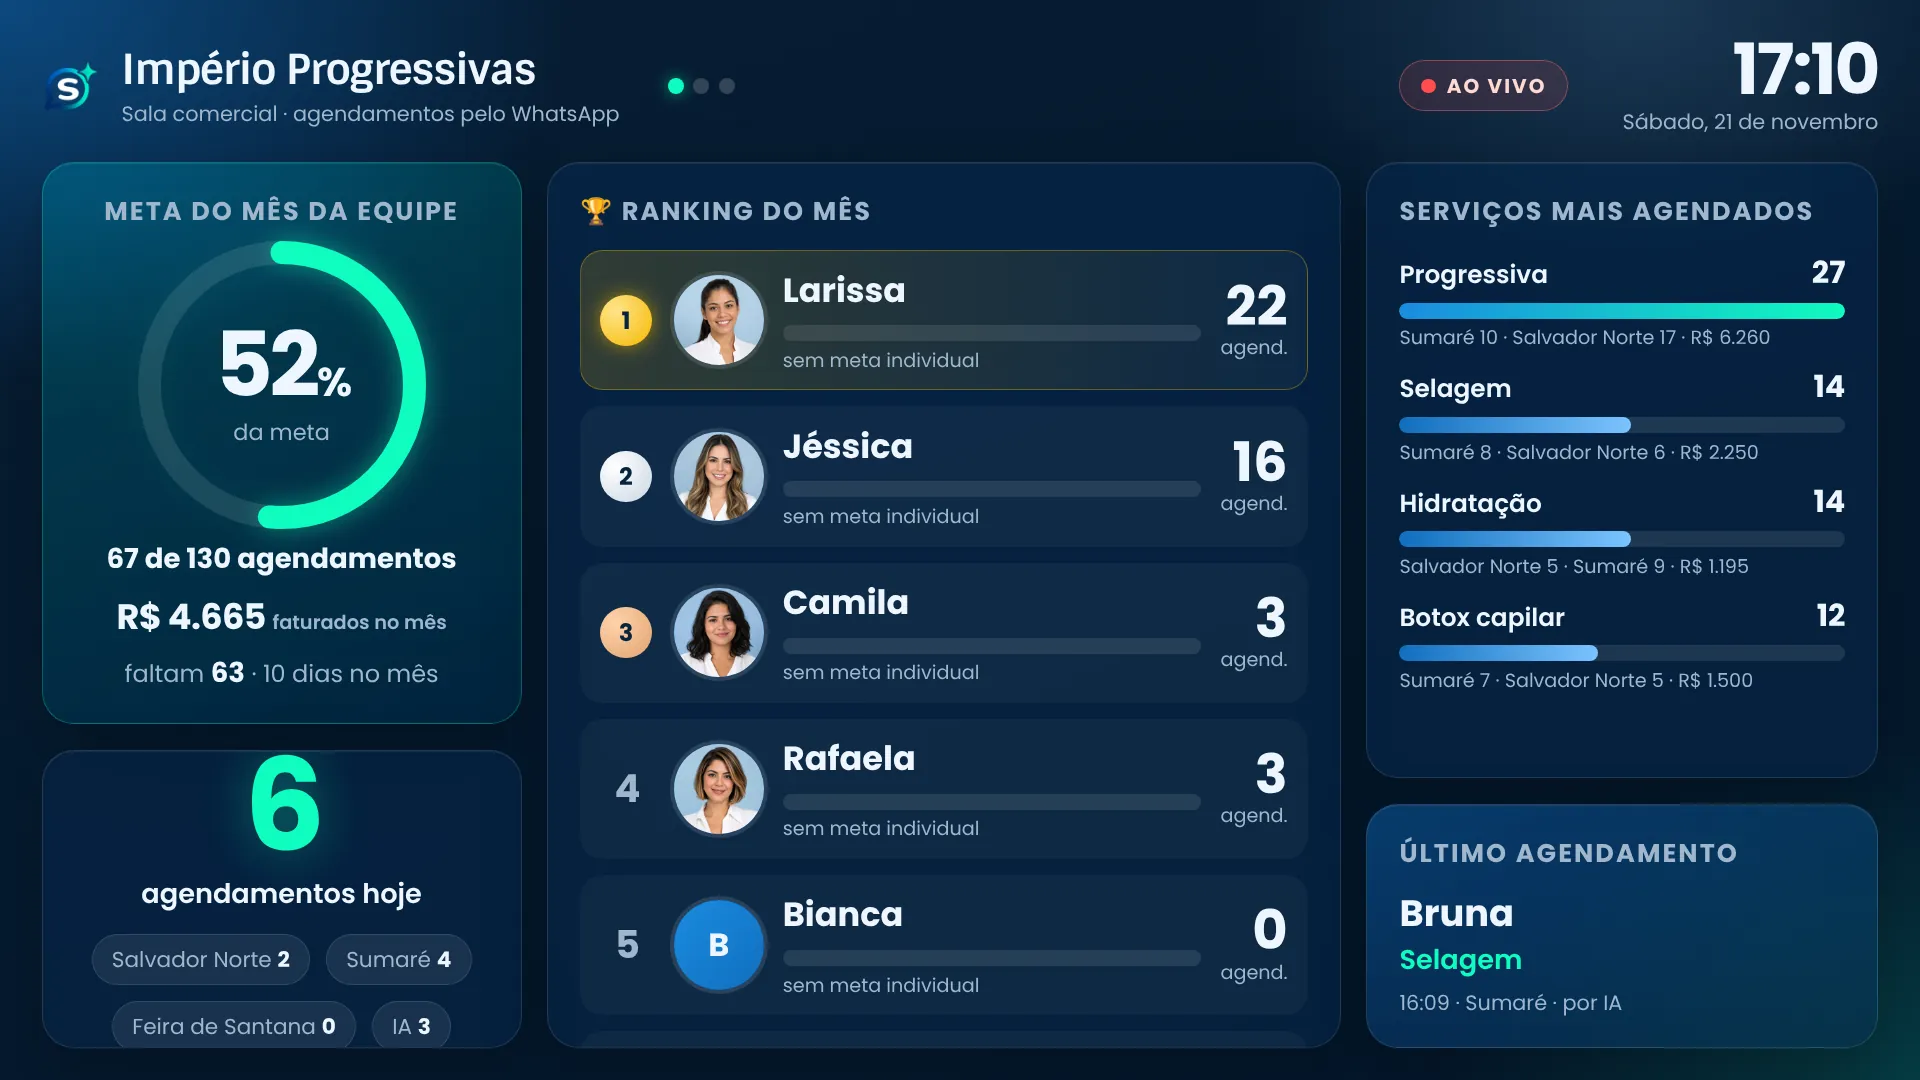 S
Império Progressivas
Sala comercial · agendamentos pelo WhatsApp
AO VIVO
17:10
Sábado, 21 de novembro
META DO MÊS DA EQUIPE
52%
da meta
67 de 130 agendamentos
R$ 4.665 faturados no mês
faltam 63 · 10 dias no mês
6
agendamentos hoje
Salvador Norte 2
Sumaré 4
Feira de Santana 0
IA 3
🏆 RANKING DO MÊS
1
Larissa
sem meta individual
22
agend.
2
Jéssica
sem meta individual
16
agend.
3
Camila
sem meta individual
3
agend.
4
Rafaela
sem meta individual
3
agend.
5
B
Bianca
sem meta individual
0
agend.
SERVIÇOS MAIS AGENDADOS
Progressiva 27
Sumaré 10 · Salvador Norte 17 · R$ 6.260
Selagem 14
Sumaré 8 · Salvador Norte 6 · R$ 2.250
Hidratação 14
Salvador Norte 5 · Sumaré 9 · R$ 1.195
Botox capilar 12
Sumaré 7 · Salvador Norte 5 · R$ 1.500
ÚLTIMO AGENDAMENTO
Bruna
Selagem
16:09 · Sumaré · por IA